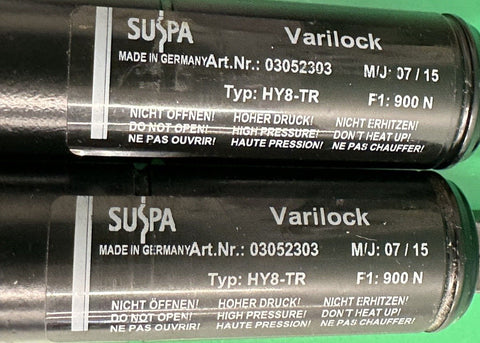 SUSPA Varilock
MADE IN GERMANY Art.Nr.: 03052303 M/J: 07 / 15
Typ: HY8-TR F1: 900 N
NICHT ÖFFNEN! HOHER DRUCK! NICHT ERHITZEN!
DO NOT OPEN! HIGH PRESSURE! DON'T HEAT UP!
NE PAS OUVRIR! HAUTE PRESSION! NE PAS CHAUFFER!
SUSPA Varilock
MADE IN GERMANY Art.Nr.: 03052303 M/J: 07 / 15
Typ: HY8-TR F1: 900 N
NICHT ÖFFNEN! HOHER DRUCK! NICHT ERHITZEN!
DO NOT OPEN! HIGH PRESSURE! DON'T HEAT UP!
NE PAS OUVRIR! HAUTE PRESSION! NE PAS CHAUFFER!